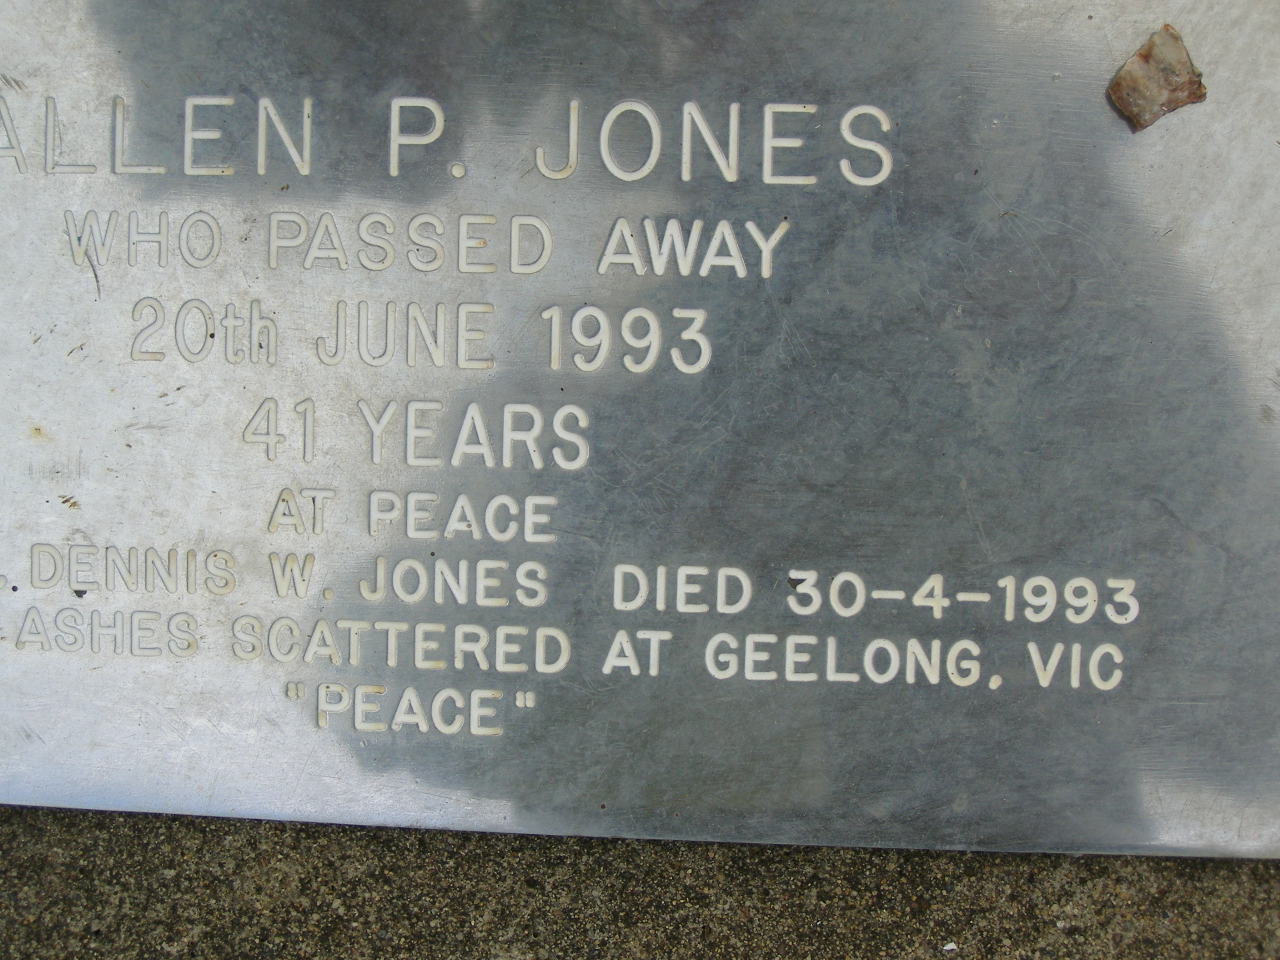 ALLEN P. JONES
WHO PASSED AWAY
20th JUNE 1993
41 YEARS
AT PEACE
. DENNIS W. JONES DIED 30-4-1993
ASHES SCATTERED AT GEELONG, VIC
"PEACE"